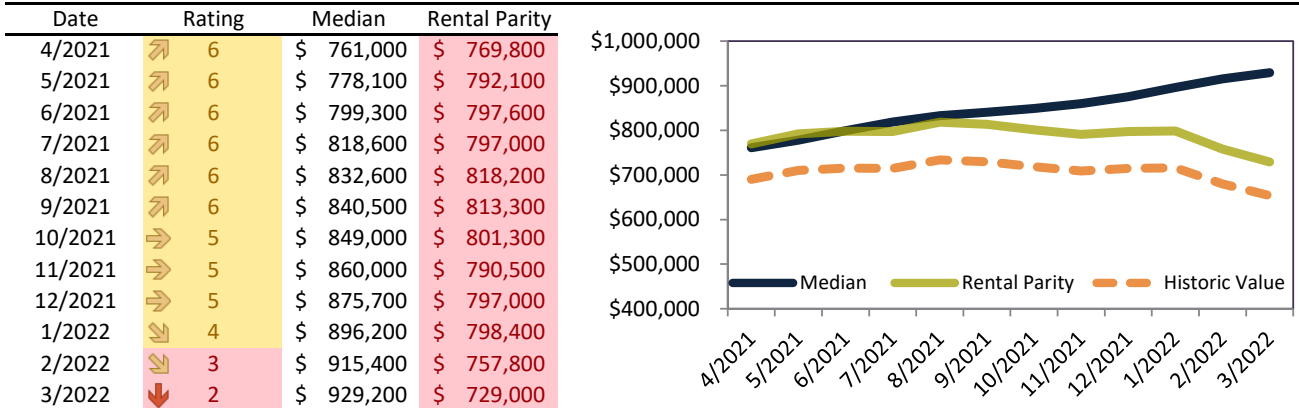 Date Rating Median Rental Parity
4/2021 6 $ 761,000 $ 769,800
5/2021 6 $ 778,100 $ 792,100
6/2021 6 $ 799,300 $ 797,600
7/2021 6 $ 818,600 $ 797,000
8/2021 6 $ 832,600 $ 818,200
9/2021 6 $ 840,500 $ 813,300
10/2021 5 $ 849,000 $ 801,300
11/2021 5 $ 860,000 $ 790,500
12/2021 5 $ 875,700 $ 797,000
1/2022 4 $ 896,200 $ 798,400
2/2022 3 $ 915,400 $ 757,800
3/2022 2 $ 929,200 $ 729,000
$1,000,000
$900,000
$800,000
$700,000
$600,000
$500,000
$400,000
Median Rental Parity Historic Value
4/2021 5/2021 6/2021 7/2021 8/2021 9/2021 10/2021 11/2021 12/2021 1/2022 2/2022 3/2022